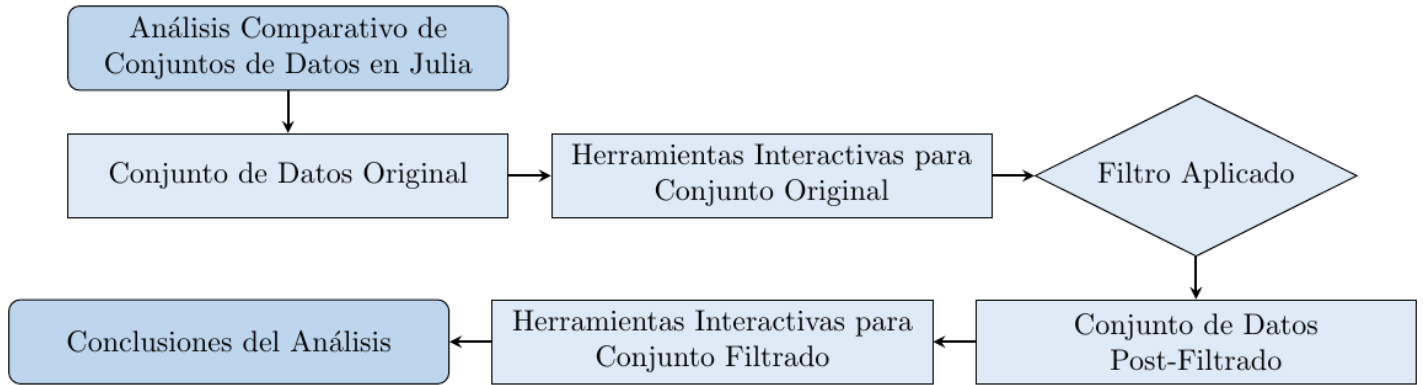 Análisis Comparativo de
Conjuntos de Datos en Julia
Conjunto de Datos Original
Herramientas Interactivas para
Conjunto Original
Filtro Aplicado
Conjunto de Datos
Post-Filtrado
Herramientas Interactivas para
Conjunto Filtrado
Conclusiones del Análisis